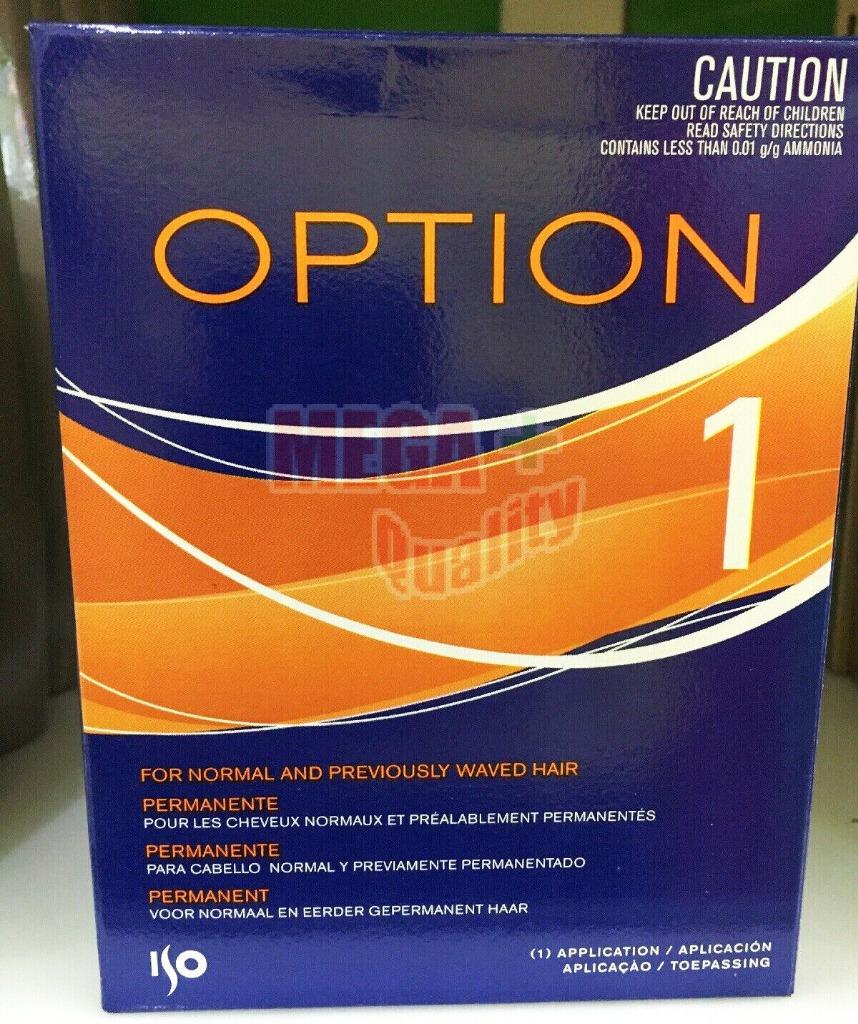 CAUTION
KEEP OUT OF REACH OF CHILDREN
READ SAFETY DIRECTIONS
CONTAINS LESS THAN 0.01 g/g AMMONIA
OPTION
1
MEGA+
Quality
FOR NORMAL AND PREVIOUSLY WAVED HAIR
PERMANENTE
POUR LES CHEVEUX NORMAUX ET PRÉALABLEMENT PERMANENTÉS
PERMANENTE
PARA CABELLO NORMAL Y PREVIAMENTE PERMANENTADO
PERMANENT
VOOR NORMAAL EN EERDER GEPERMANENT HAAR
ISO
(1) APPLICATION / APLICACIÓN
APLICAÇÀO / TOEPASSING